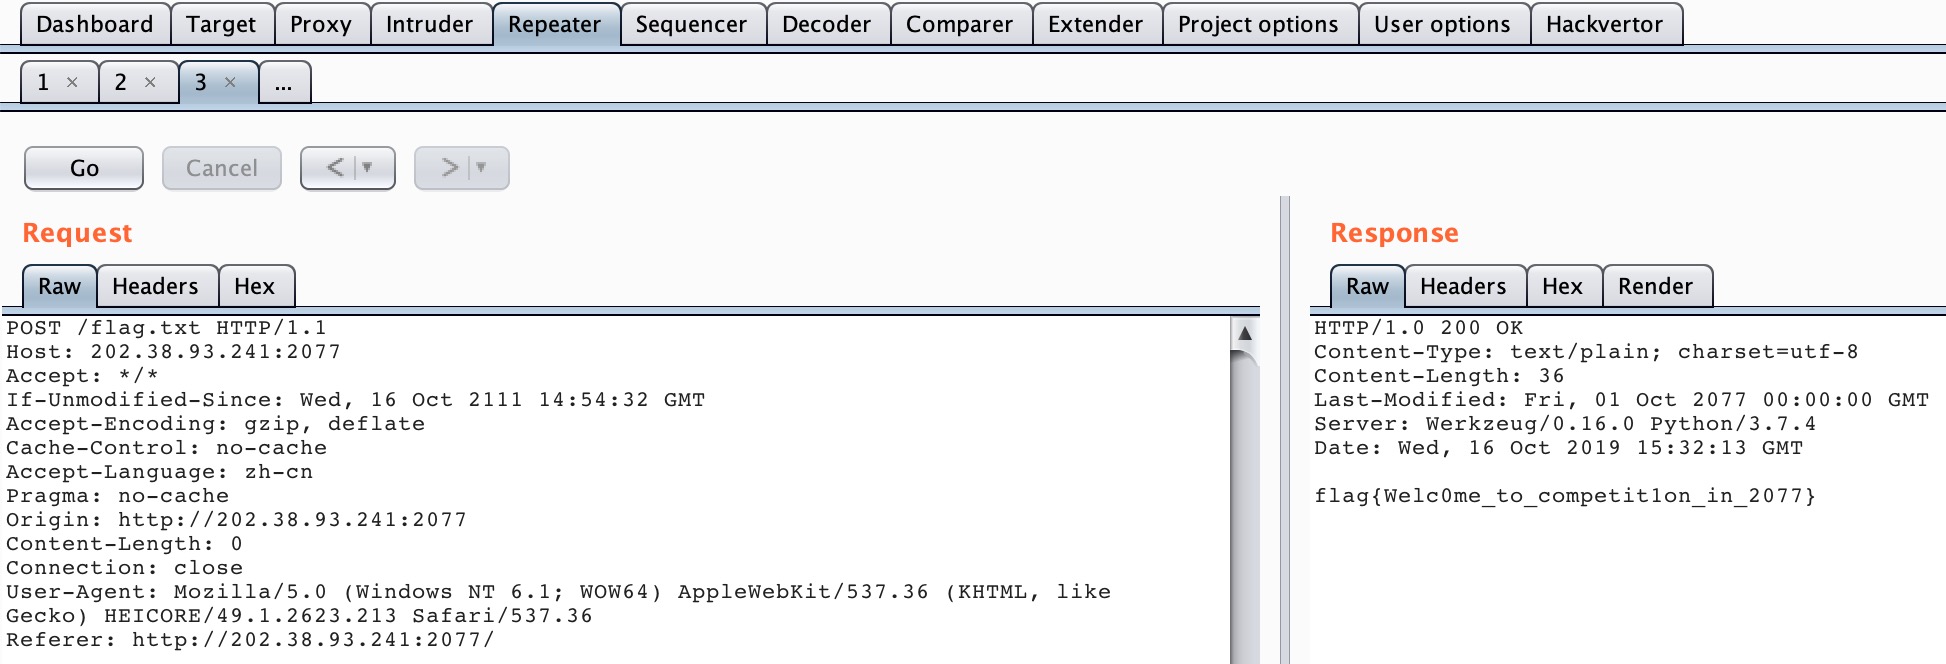 Dashboard Target Proxy Intruder Repeater Sequencer Decoder Comparer Extender Project options User options Hackvertor
1 × 2 × 3 × ...
Go Cancel < ▼ > ▼
Request
Raw Headers Hex
POST /flag.txt HTTP/1.1
Host: 202.38.93.241:2077
Accept: */*
If-Unmodified-Since: Wed, 16 Oct 2111 14:54:32 GMT
Accept-Encoding: gzip, deflate
Cache-Control: no-cache
Accept-Language: zh-cn
Pragma: no-cache
Origin: http://202.38.93.241:2077
Content-Length: 0
Connection: close
User-Agent: Mozilla/5.0 (Windows NT 6.1; WOW64) AppleWebKit/537.36 (KHTML, like
Gecko) HEICORE/49.1.2623.213 Safari/537.36
Referer: http://202.38.93.241:2077/
Response
Raw Headers Hex Render
HTTP/1.0 200 OK
Content-Type: text/plain; charset=utf-8
Content-Length: 36
Last-Modified: Fri, 01 Oct 2077 00:00:00 GMT
Server: Werkzeug/0.16.0 Python/3.7.4
Date: Wed, 16 Oct 2019 15:32:13 GMT
flag{Welc0me_to_competit1on_in_2077}